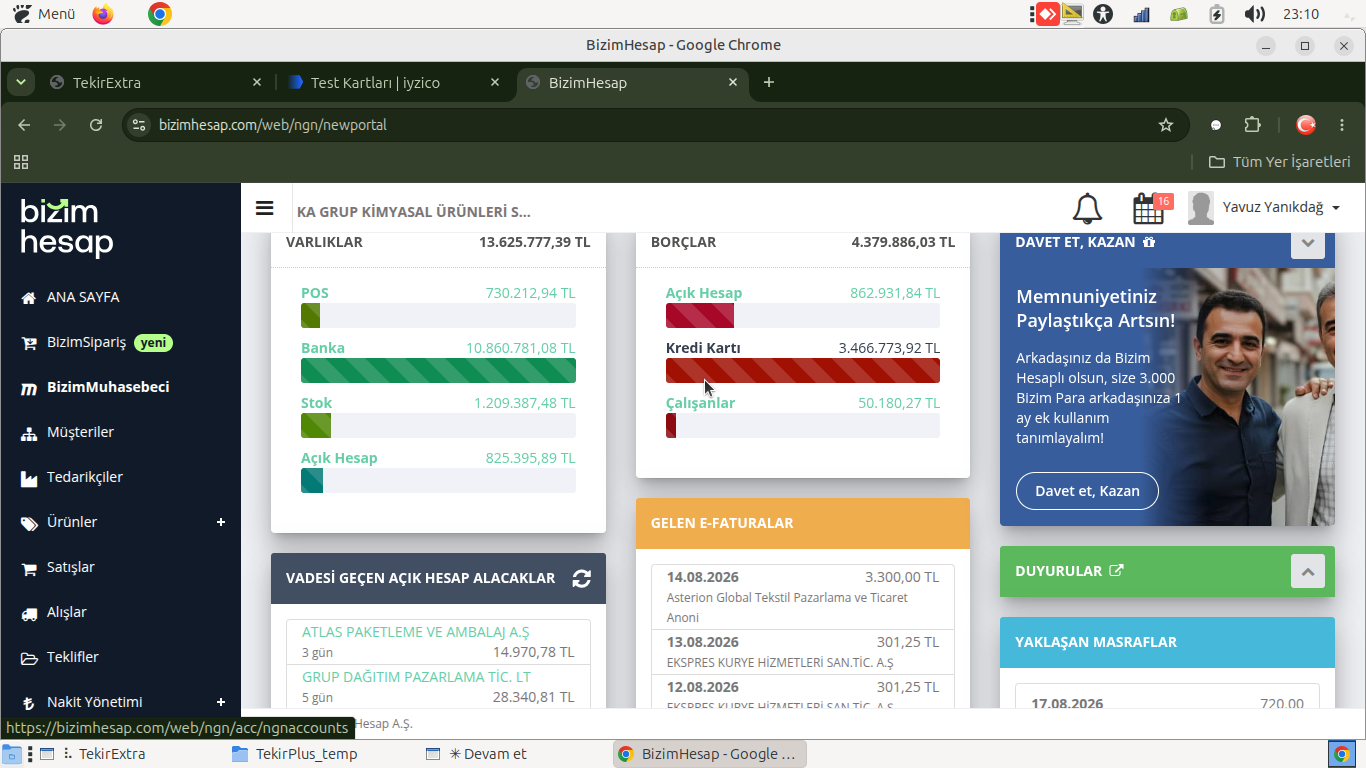 Menü
23:10
BizimHesap - Google Chrome
TekirExtra
Test Kartları | iyzico
BizimHesap
bizimhesap.com/web/ngn/newportal
Tüm Yer İşaretleri
bizim
hesap
KA GRUP KİMYASAL ÜRÜNLERİ S...
16
Yavuz Yanıkdağ
ANA SAYFA
BizimSipariş yeni
BizimMuhasebeci
Müşteriler
Tedarikçiler
Ürünler
Satışlar
Alışlar
Teklifler
Nakit Yönetimi
VARLIKLAR 13.625.777,39 TL
POS 730.212,94 TL
Banka 10.860.781,08 TL
Stok 1.209.387,48 TL
Açık Hesap 825.395,89 TL
VADESİ GEÇEN AÇIK HESAP ALACAKLAR
ATLAS PAKETLEME VE AMBALAJ A.Ş
3 gün 14.970,78 TL
GRUP DAĞITIM PAZARLAMA TİC. LT
5 gün 28.340,81 TL
BORÇLAR 4.379.886,03 TL
Açık Hesap 862.931,84 TL
Kredi Kartı 3.466.773,92 TL
Çalışanlar 50.180,27 TL
GELEN E-FATURALAR
14.08.2026 3.300,00 TL
Asterion Global Tekstil Pazarlama ve Ticaret
Anoni
13.08.2026 301,25 TL
EKSPRES KURYE HİZMETLERİ SAN.TİC. A.Ş
12.08.2026 301,25 TL
EKSPRES KURYE HİZMETLERİ SAN.TİC. A.Ş
DAVET ET, KAZAN
Memnuniyetiniz
Paylaştıkça Artsın!
Arkadaşınız da Bizim
Hesaplı olsun, size 3.000
Bizim Para arkadaşınıza 1
ay ek kullanım
tanımlayalım!
Davet et, Kazan
DUYURULAR
YAKLAŞAN MASRAFLAR
17.08.2026 720,00
https://bizimhesap.com/web/ngn/acc/ngnaccounts
Hesap A.Ş.
TekirExtra
TekirPlus_temp
Devam et
BizimHesap - Google ...